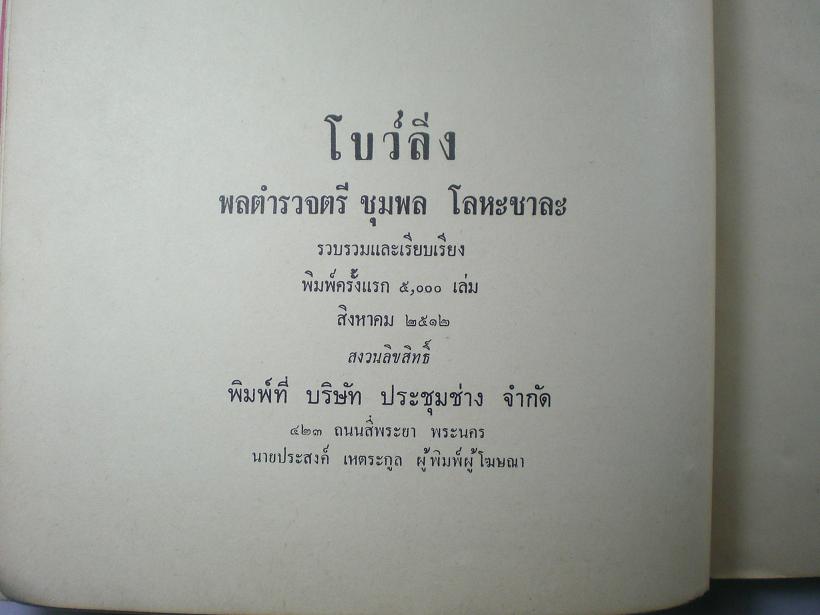 โบว์ลิ่ง
พลตำรวจตรี ชุมพล โลหะชาละ
รวบรวมและเรียบเรียง
พิมพ์ครั้งแรก ๕,๐๐๐ เล่ม
สิงหาคม ๒๕๑๒
สงวนลิขสิทธิ์
พิมพ์ที่ บริษัท ประชุมช่าง จำกัด
๔๒๓ ถนนสี่พระยา พระนคร
นายประสงค์ เหตระกูล ผู้พิมพ์ผู้โฆษณา